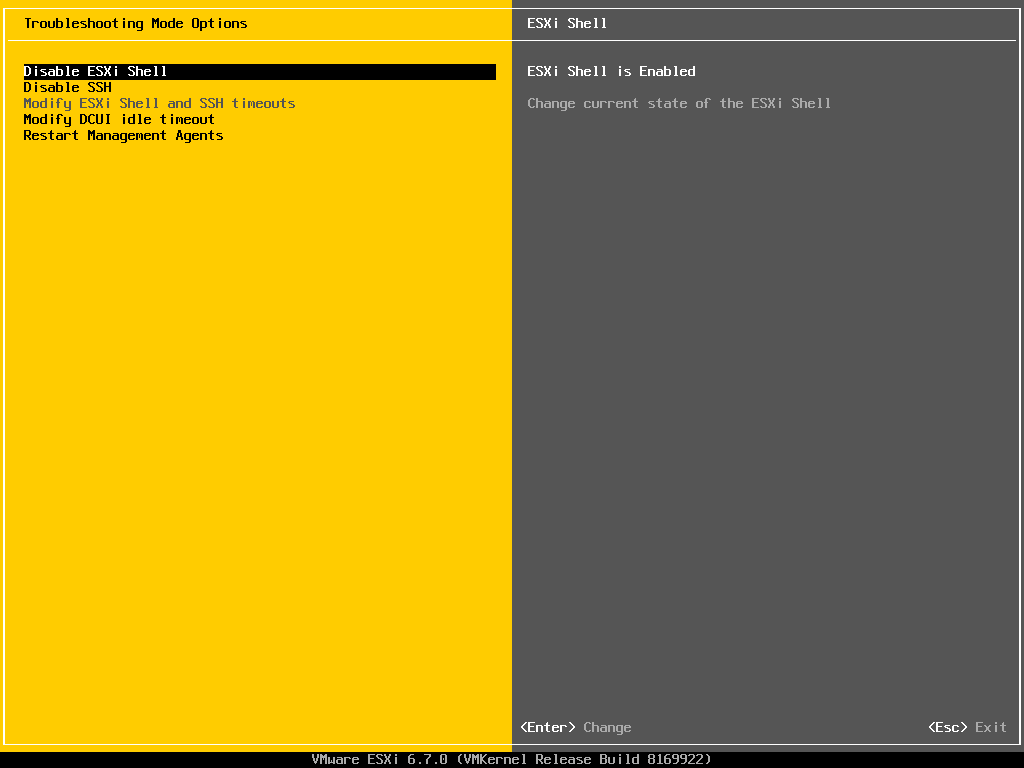 Troubleshooting Mode Options
Disable ESXi Shell
Disable SSH
Modify ESXi Shell and SSH timeouts
Modify DCUI idle timeout
Restart Management Agents
ESXi Shell
ESXi Shell is Enabled
Change current state of the ESXi Shell
<Enter> Change
<Esc> Exit
VMware ESXi 6.7.0 (VMKernel Release Build 8169922)